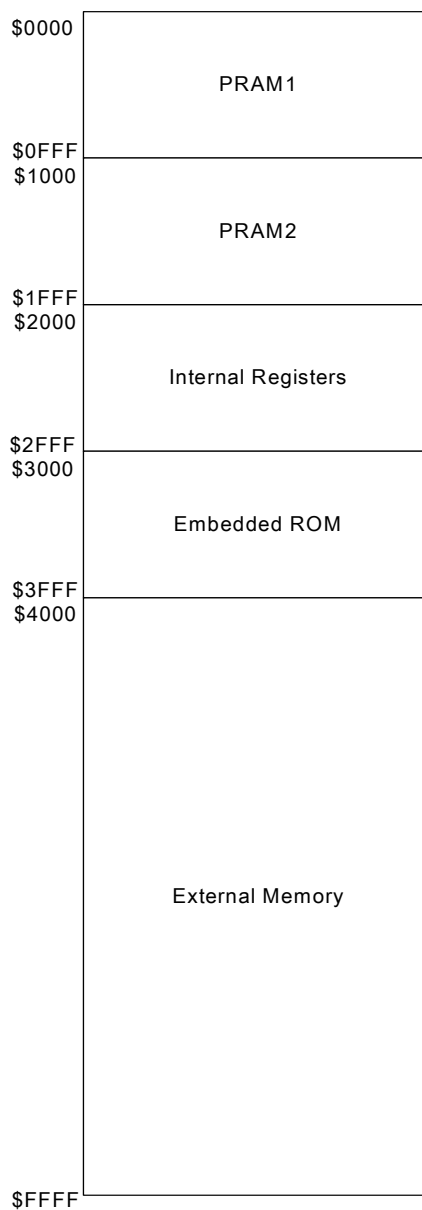 $0000
PRAM1
$0FFF
$1000
PRAM2
$1FFF
$2000
Internal Registers
$2FFF
$3000
Embedded ROM
$3FFF
$4000
External Memory
$FFFF